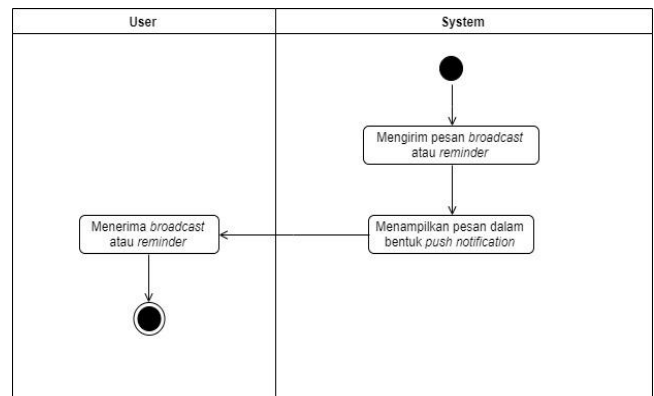 User
System
Mengirim pesan broadcast
atau reminder
Menerima broadcast
atau reminder
Menampilkan pesan dalam
bentuk push notification